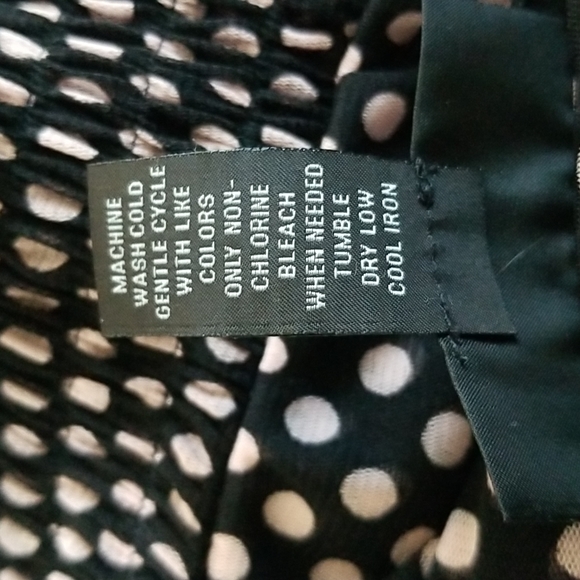 MACHINE
WASH COLD
GENTLE CYCLE
WITH LIKE
COLORS
ONLY NON-
CHLORINE
BLEACH
WHEN NEEDED
TUMBLE
DRY LOW
COOL IRON